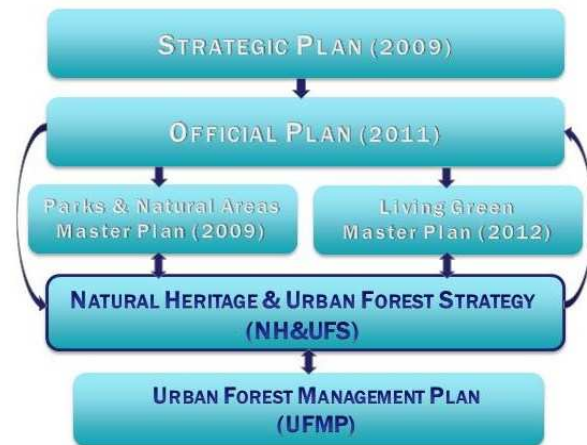 STRATEGIC PLAN (2009)
OFFICIAL PLAN (2011)
Parks & Natural Areas
Master Plan (2009)
Living Green
Master Plan (2012)
NATURAL HERITAGE & URBAN FOREST STRATEGY
(NH&UFS)
URBAN FOREST MANAGEMENT PLAN
(UFMP)